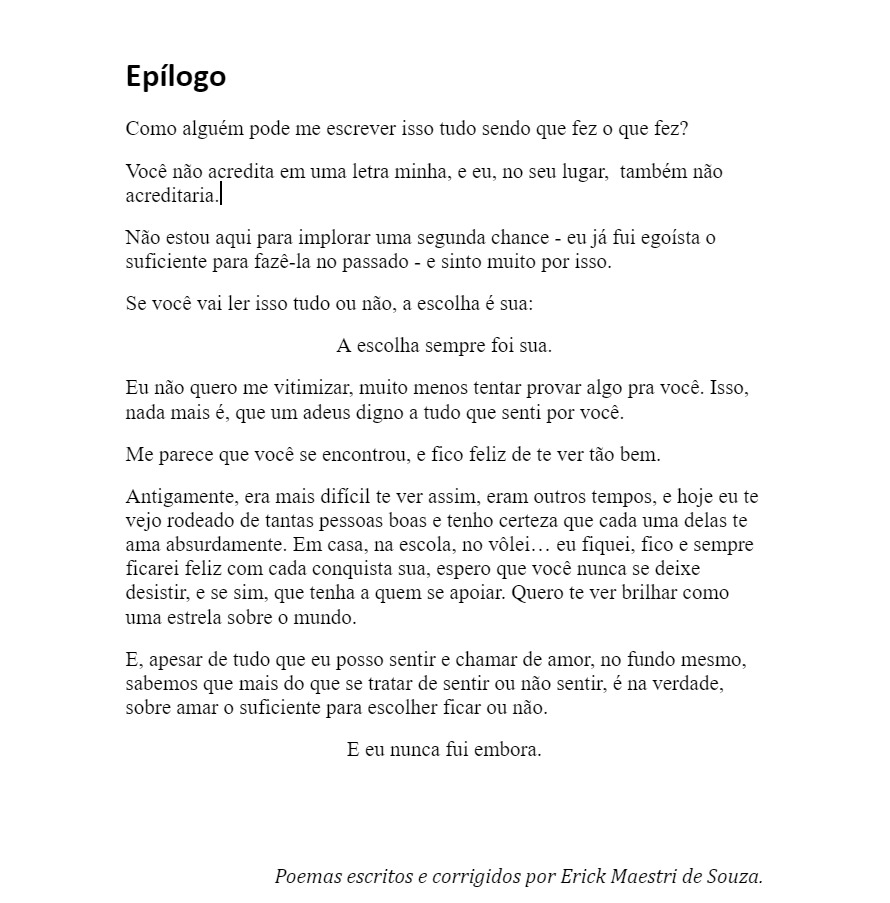 Epílogo
Como alguém pode me escrever isso tudo sendo que fez o que fez?
Você não acredita em uma letra minha, e eu, no seu lugar,  também não
acreditaria.
Não estou aqui para implorar uma segunda chance - eu já fui egoísta o
suficiente para fazê-la no passado - e sinto muito por isso.
Se você vai ler isso tudo ou não, a escolha é sua:
A escolha sempre foi sua.
Eu não quero me vitimizar, muito menos tentar provar algo pra você. Isso,
nada mais é, que um adeus digno a tudo que senti por você.
Me parece que você se encontrou, e fico feliz de te ver tão bem.
Antigamente, era mais difícil te ver assim, eram outros tempos, e hoje eu te
vejo rodeado de tantas pessoas boas e tenho certeza que cada uma delas te
ama absurdamente. Em casa, na escola, no vôlei… eu fiquei, fico e sempre
ficarei feliz com cada conquista sua, espero que você nunca se deixe
desistir, e se sim, que tenha a quem se apoiar. Quero te ver brilhar como
uma estrela sobre o mundo.
E, apesar de tudo que eu posso sentir e chamar de amor, no fundo mesmo,
sabemos que mais do que se tratar de sentir ou não sentir, é na verdade,
sobre amar o suficiente para escolher ficar ou não.
E eu nunca fui embora.
Poemas escritos e corrigidos por Erick Maestri de Souza.